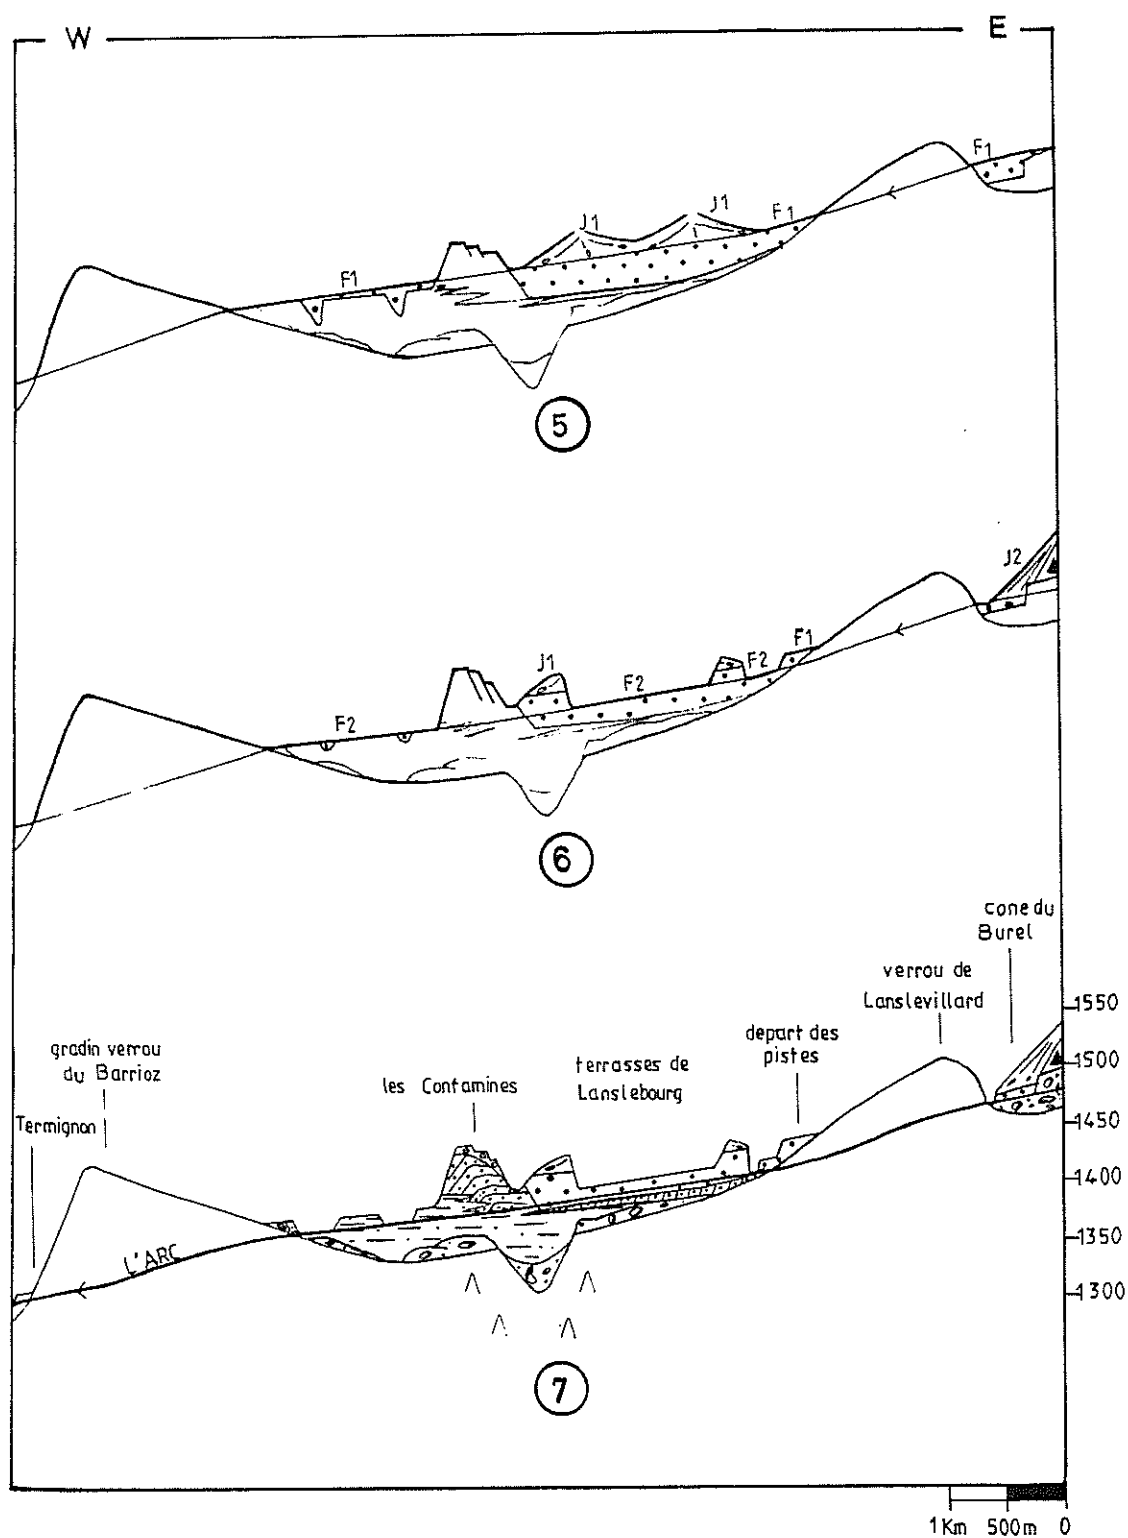 W E
F1
J1 J1 F1
F1
5
J2
F1
J1 F2 F2
F2
6
cone du
Burel
verrou de
Lanslevillard
1550
depart des
pistes
gradin verrou
du Barrioz
terrasses de
Lanslebourg
les Contamines
1500
Termignon
1450
1400
1350
L'ARC
1300
7
1Km 500m 0